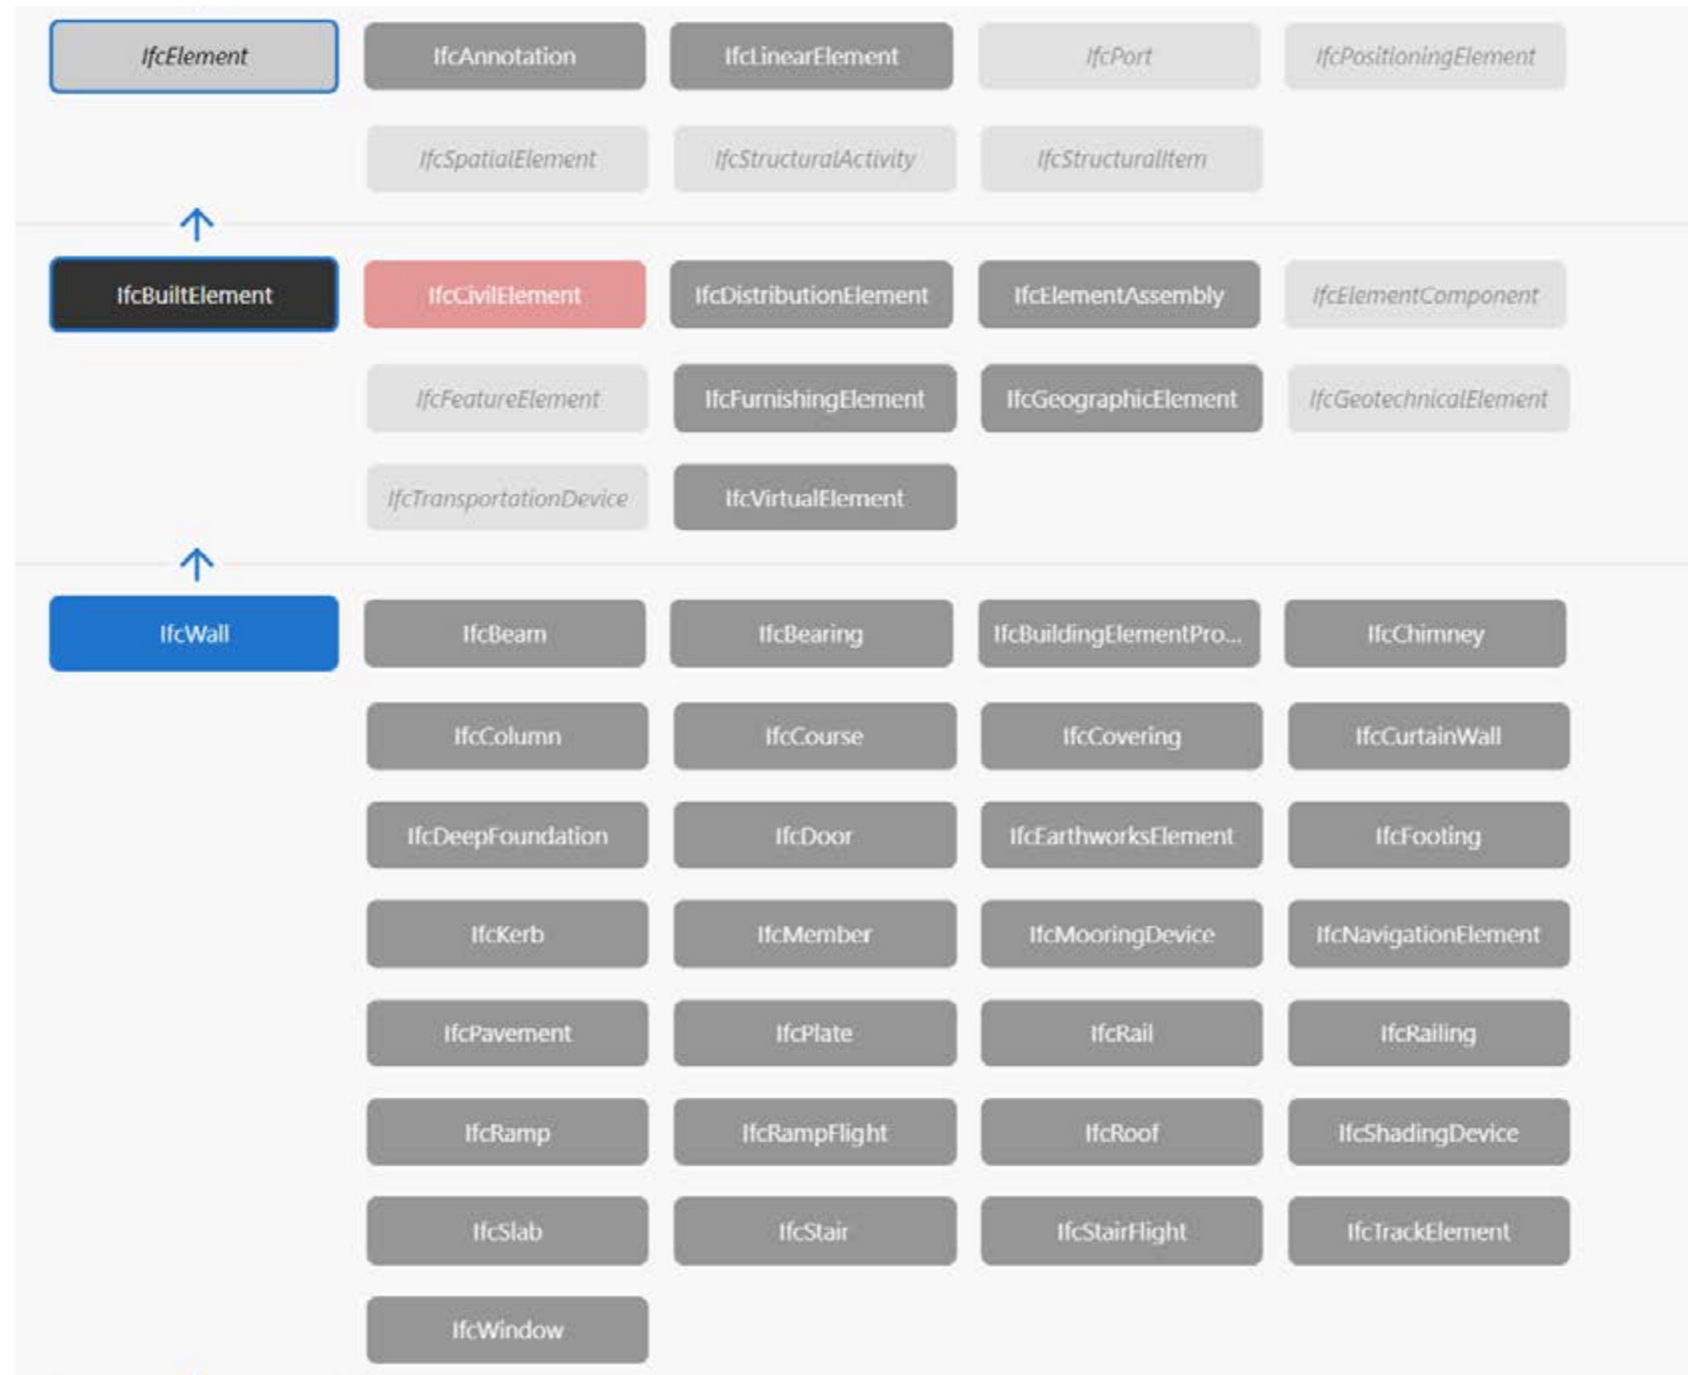 IfcElement
IfcAnnotation
IfcLinearElement
IfcPort
IfcPositioningElement
IfcSpatialElement
IfcStructuralActivity
IfcStructuralItem
IfcBuiltElement
IfcCivilElement
IfcDistributionElement
IfcElementAssembly
IfcElementComponent
IfcFeatureElement
IfcFurnishingElement
IfcGeographicElement
IfcGeotechnicalElement
IfcTransportationDevice
IfcVirtualElement
IfcWall
IfcBeam
IfcBearing
IfcBuildingElementPro...
IfcChimney
IfcColumn
IfcCourse
IfcCovering
IfcCurtainWall
IfcDeepFoundation
IfcDoor
IfcEarthworksElement
IfcFooting
IfcKerb
IfcMember
IfcMooringDevice
IfcNavigationElement
IfcPavement
IfcPlate
IfcRail
IfcRailing
IfcRamp
IfcRampFlight
IfcRoof
IfcShadingDevice
IfcSlab
IfcStair
IfcStairFlight
IfcTrackElement
IfcWindow